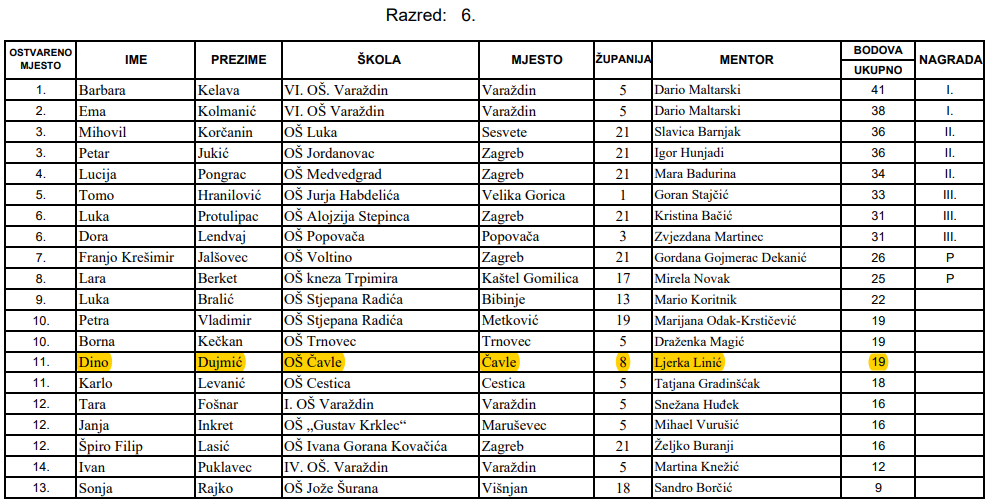 Razred: 6.
OSTVARENO MJESTO IME PREZIME ŠKOLA MJESTO ŽUPANIJA MENTOR BODOVA UKUPNO NAGRADA
1. Barbara Kelava VI. OŠ. Varaždin Varaždin 5 Dario Maltarski 41 I.
2. Ema Kolmanić VI. OŠ Varaždin Varaždin 5 Dario Maltarski 38 I.
3. Mihovil Korčanin OŠ Luka Sesvete 21 Slavica Barnjak 36 II.
3. Petar Jukić OŠ Jordanovac Zagreb 21 Igor Hunjadi 36 II.
4. Lucija Pongrac OŠ Medvedgrad Zagreb 21 Mara Badurina 34 II.
5. Tomo Hranilović OŠ Jurja Habdelića Velika Gorica 1 Goran Stajčić 33 III.
6. Luka Protulipac OŠ Alojzija Stepinca Zagreb 21 Kristina Bačić 31 III.
6. Dora Lendvaj OŠ Popovača Popovača 3 Zvjezdana Martinec 31 III.
7. Franjo Krešimir Jalšovec OŠ Voltino Zagreb 21 Gordana Gojmerac Dekanić 26 P
8. Lara Berket OŠ kneza Trpimira Kaštel Gomilica 17 Mirela Novak 25 P
9. Luka Bralić OŠ Stjepana Radića Bibinje 13 Mario Koritnik 22
10. Petra Vladimir OŠ Stjepana Radića Metković 19 Marijana Odak-Krstičević 19
10. Borna Kečkan OŠ Trnovec Trnovec 5 Draženka Magić 19
11. Dino Dujmić OŠ Čavle Čavle 8 Ljerka Linić 19
11. Karlo Levanić OŠ Cestica Cestica 5 Tatjana Gradinšćak 18
12. Tara Fošnar I. OŠ Varaždin Varaždin 5 Snežana Huđek 16
12. Janja Inkret OŠ „Gustav Krklec“ Maruševec 5 Mihael Vurušić 16
12. Špiro Filip Lasić OŠ Ivana Gorana Kovačića Zagreb 21 Željko Buranji 16
14. Ivan Puklavec IV. OŠ. Varaždin Varaždin 5 Martina Knežić 12
13. Sonja Rajko OŠ Jože Šurana Višnjan 18 Sandro Borčić 9